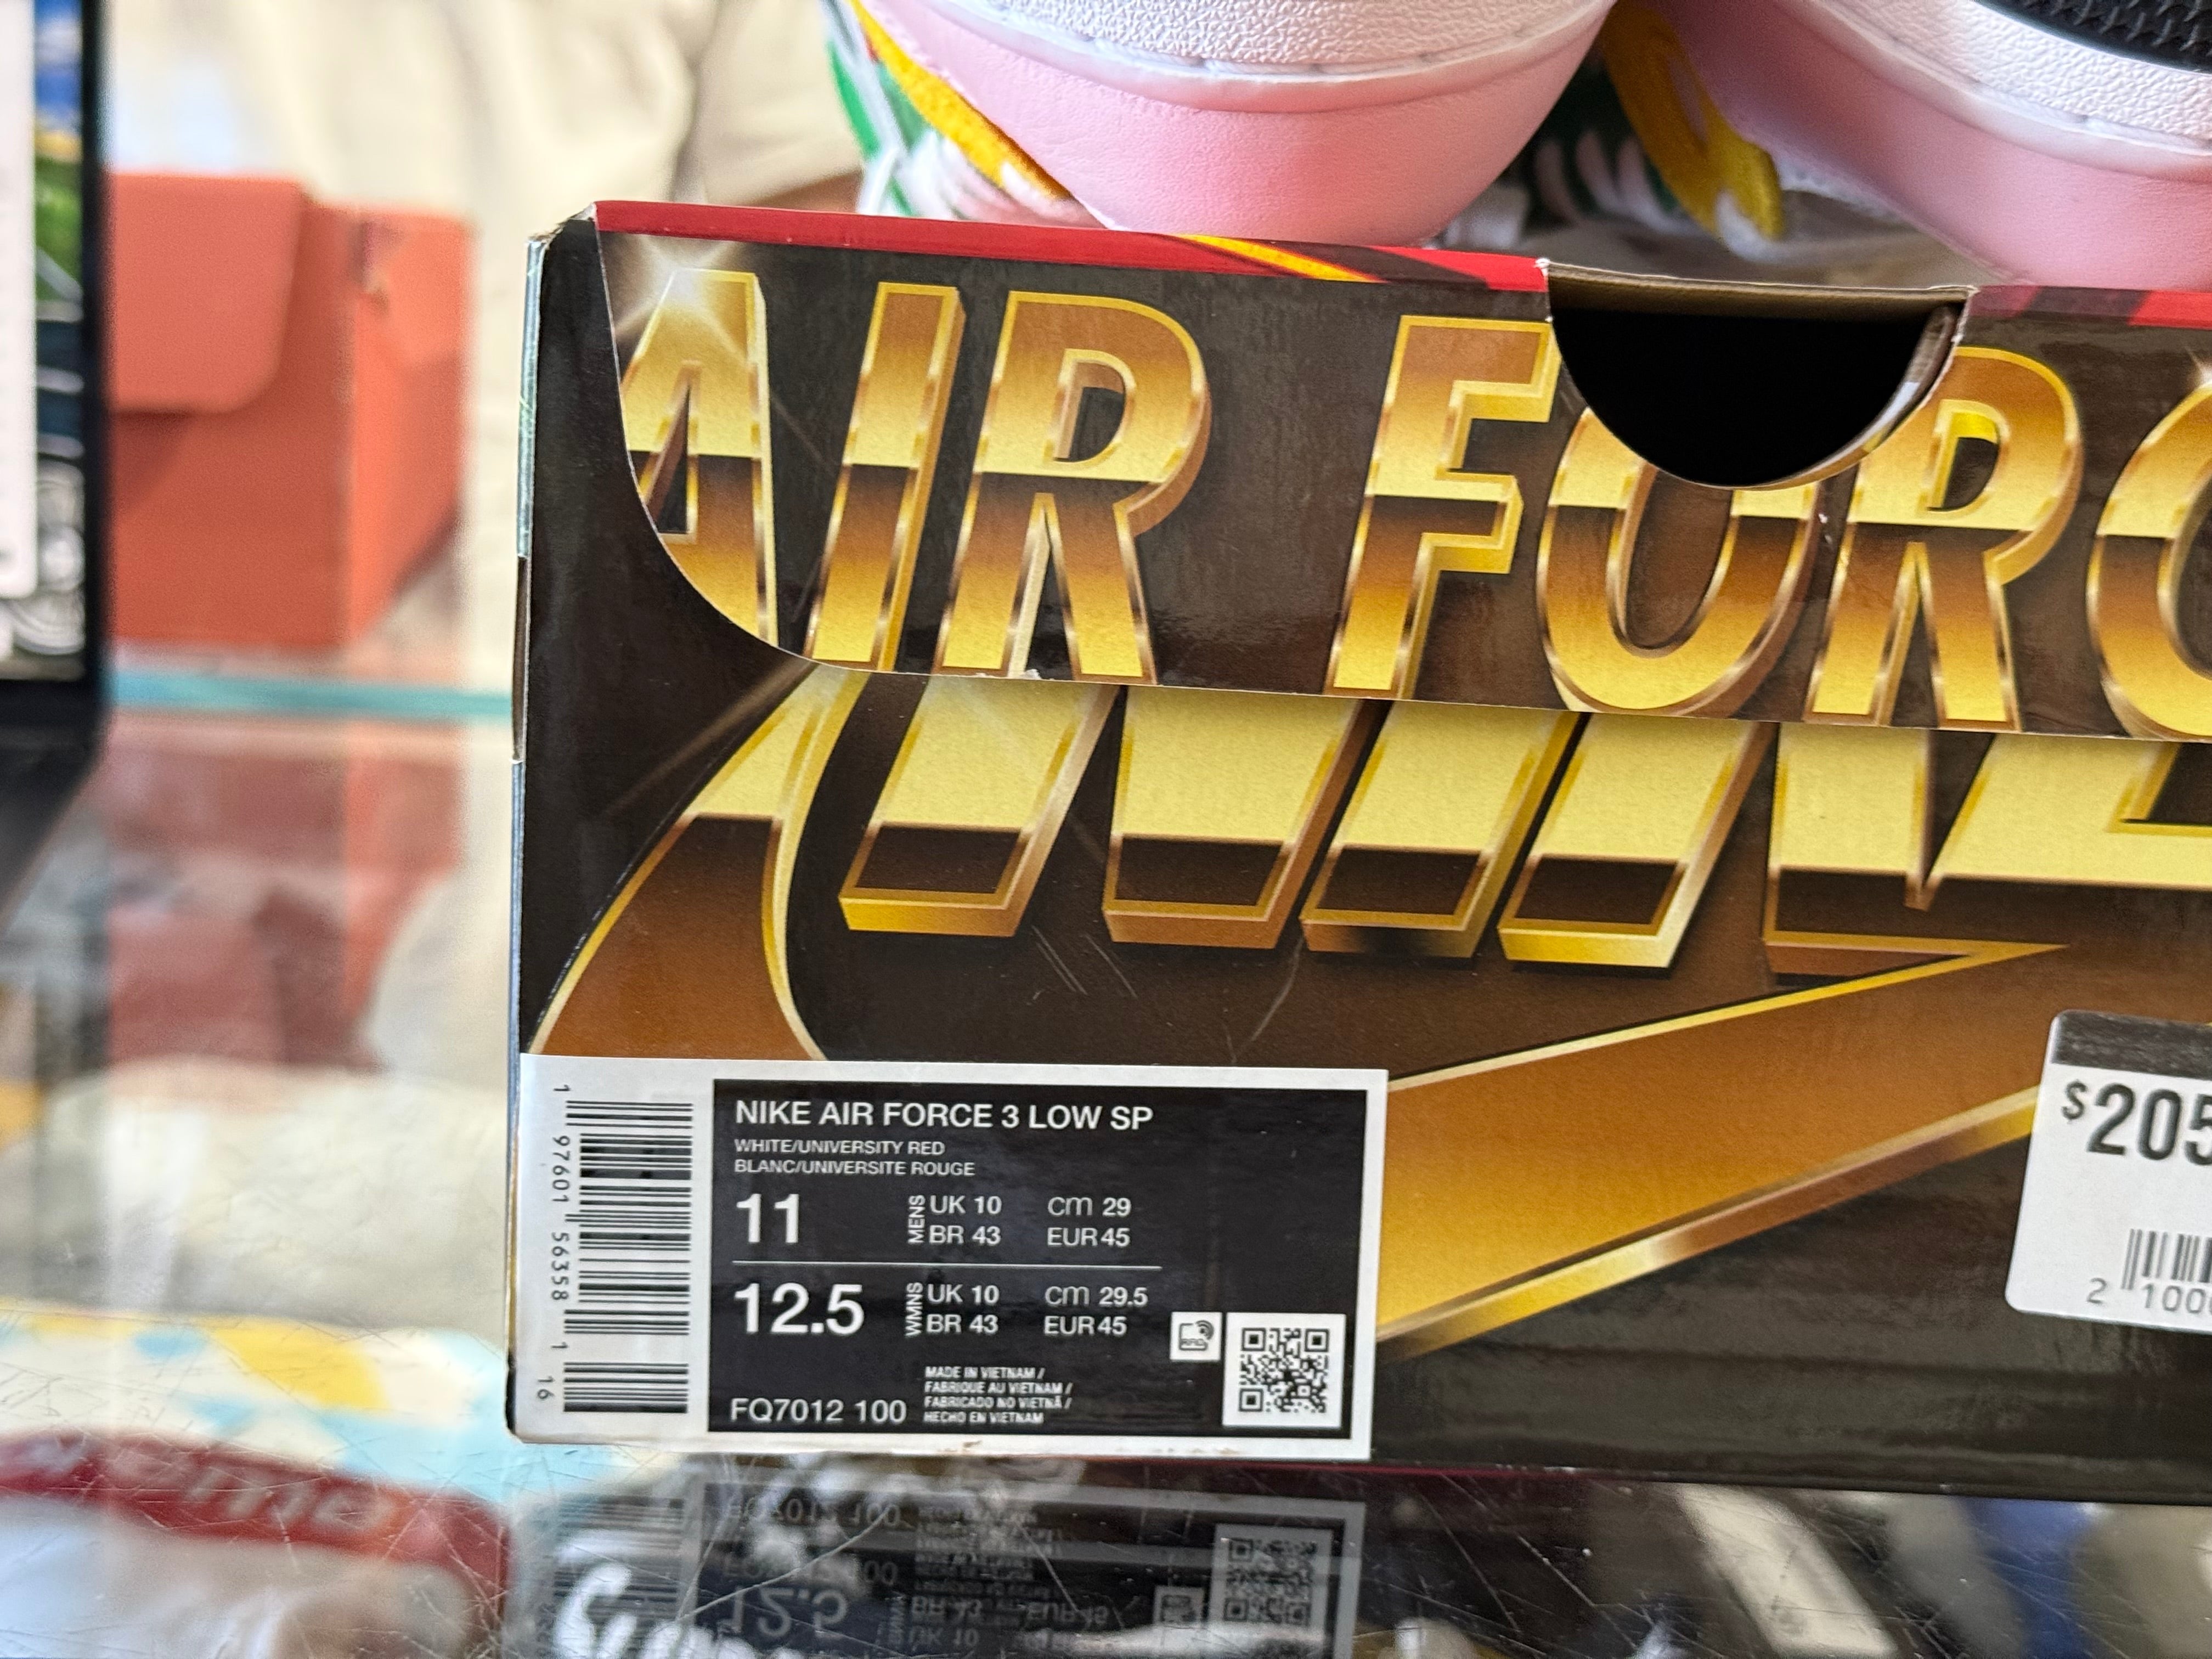 AIR FORC
NIKE
$205
2 100
1 97601 56358 1 16
NIKE AIR FORCE 3 LOW SP
WHITE/UNIVERSITY RED
BLANC/UNIVERSITE ROUGE
11 MENS UK 10 cm 29
BR 43 EUR 45
12.5 WMNS UK 10 cm 29.5
BR 43 EUR 45
FQ7012 100
MADE IN VIETNAM /
FABRIQUE AU VIETNAM /
FABRICADO NO VIETNÃ /
HECHO EN VIETNAM